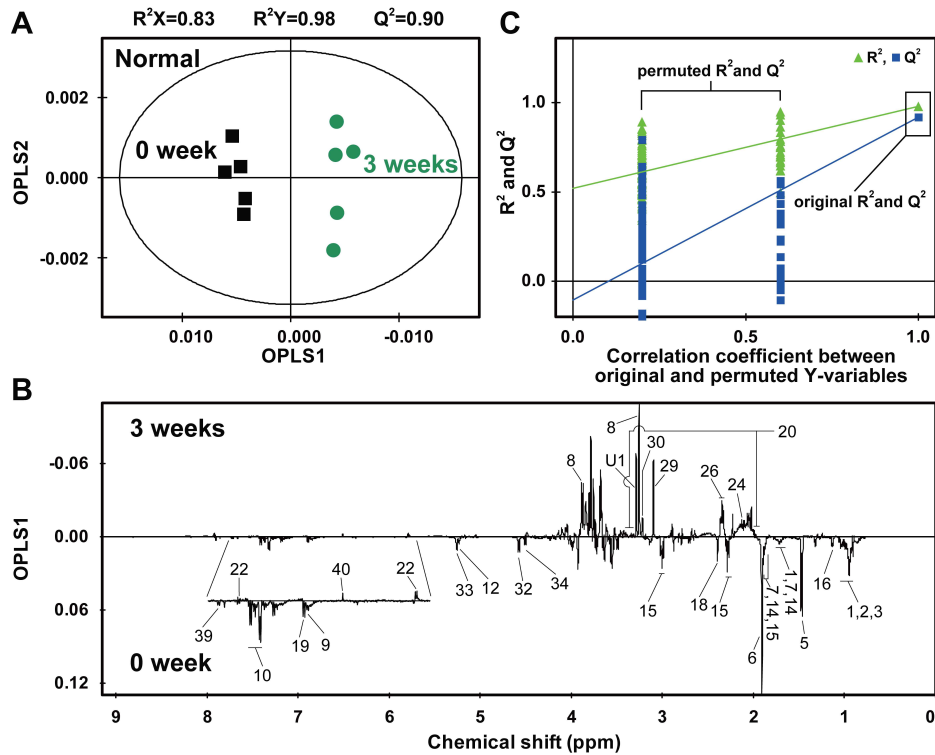 A
R²X=0.83 R²Y=0.98 Q²=0.90
Normal
0 week
3 weeks
OPLS2
0.002
0.000
-0.002
0.010 0.000 -0.010
OPLS1
C
R², Q²
permuted R²and Q²
original R²and Q²
R² and Q²
1.0
0.5
0.0
0.0 0.5 1.0
Correlation coefficient between
original and permuted Y-variables
B
3 weeks
0 week
OPLS1
-0.06
0.00
0.06
0.12
8
8
U1
30
29
20
26
24
22
40
22
39
10
19
9
33
12
32
34
15
18
15
6
7,14,15
1,7,14
5
16
1,2,3
9 8 7 6 5 4 3 2 1 0
Chemical shift (ppm)